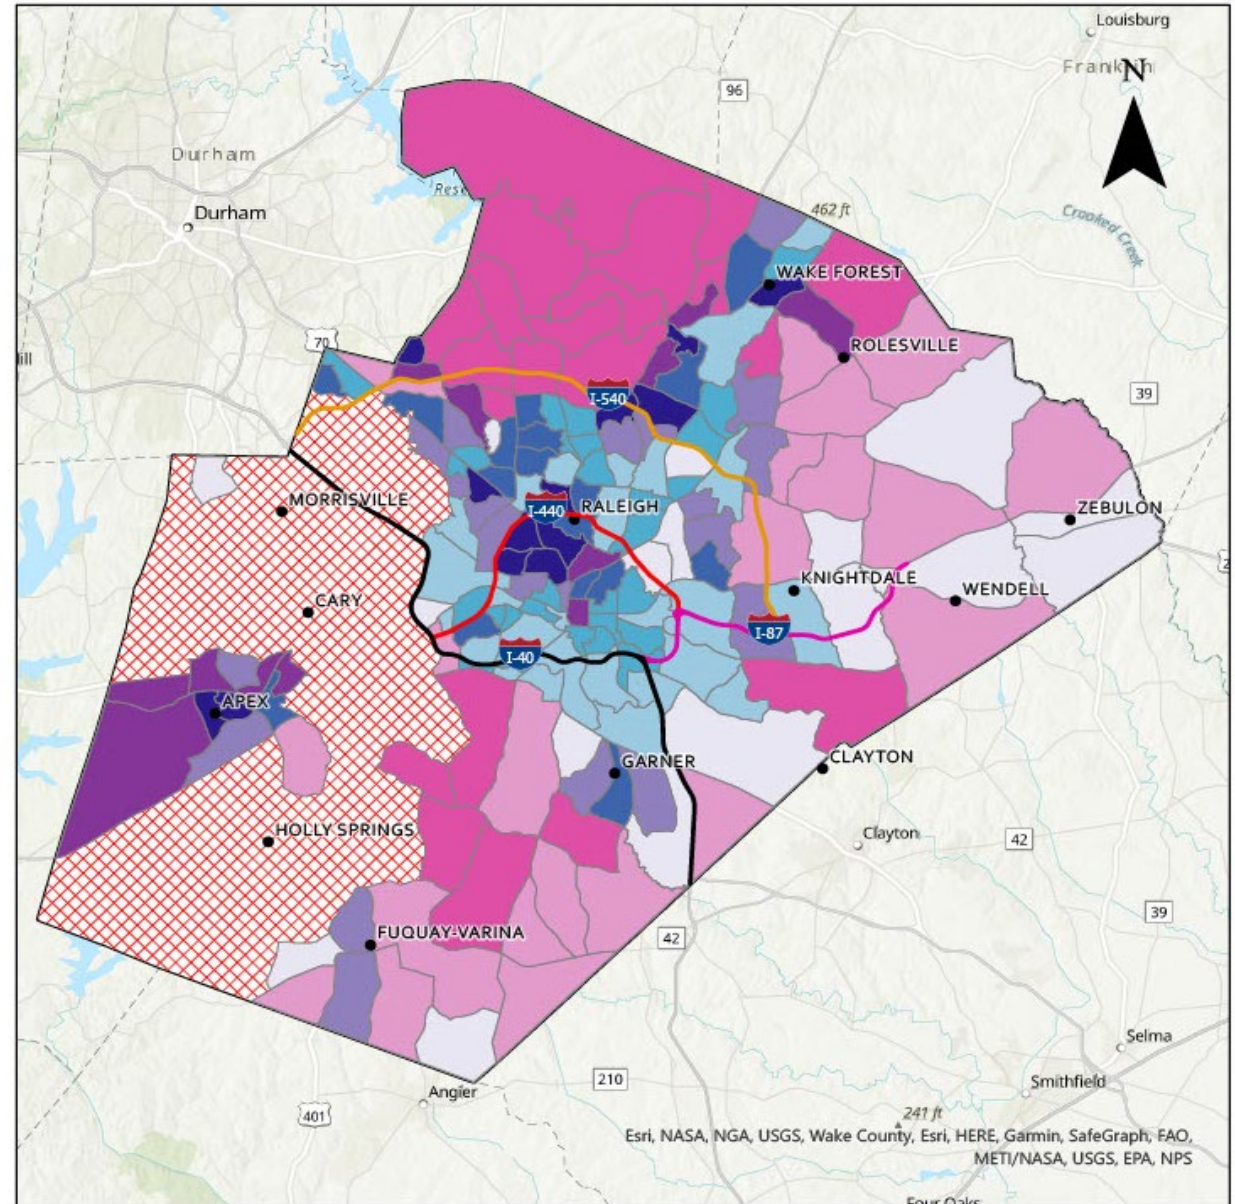 Louisburg
Franklin
N
96
Durham
Rese
Durham
462 ft
Crooked Creek
WAKE FOREST
70
ill
ROLESVILLE
39
I-540
MORRISVILLE
I-440
RALEIGH
ZEBULON
KNIGHTDALE
WENDELL
CARY
I-87
I-40
APEX
GARNER
CLAYTON
HOLLY SPRINGS
Clayton
42
39
FUQUAY-VARINA
42
Selma
210
Smithfield
Angier
401
241 ft
Esri, NASA, NGA, USGS, Wake County, Esri, HERE, Garmin, SafeGraph, FAO,
METI/NASA, USGS, EPA, NPS
Four Oaks